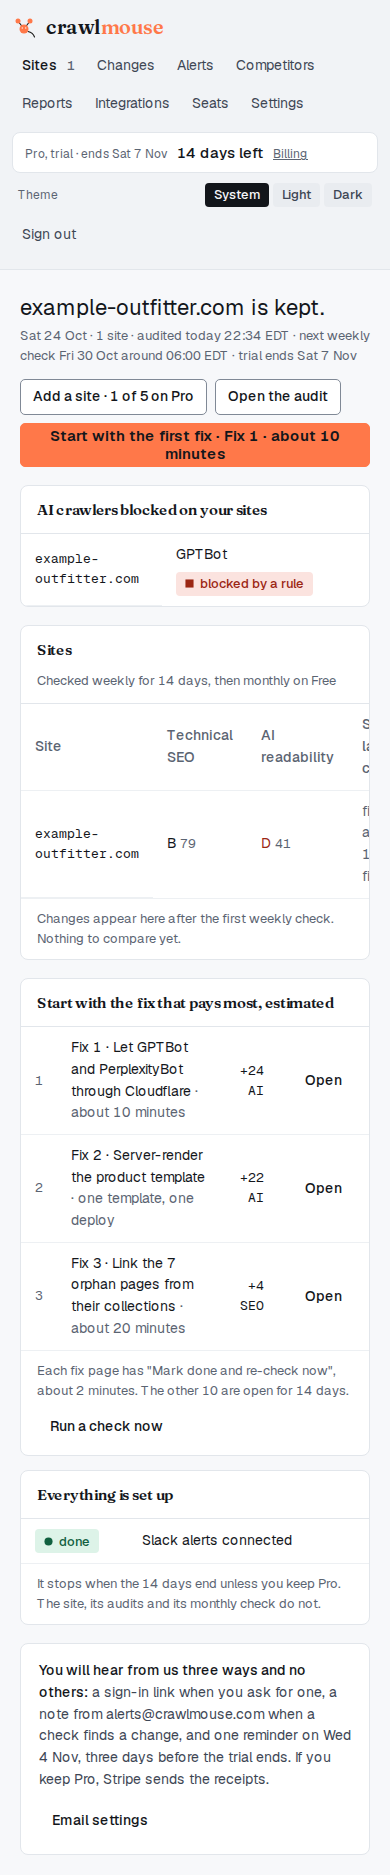 crawlmouse
Sites 1 Changes Alerts Competitors
Reports Integrations Seats Settings
Pro, trial · ends Sat 7 Nov 14 days left Billing
Theme System Light Dark
Sign out
example-outfitter.com is kept.
Sat 24 Oct · 1 site · audited today 22:34 EDT · next weekly
check Fri 30 Oct around 06:00 EDT · trial ends Sat 7 Nov
Add a site · 1 of 5 on Pro Open the audit
Start with the first fix · Fix 1 · about 10
minutes
AI crawlers blocked on your sites
example-
outfitter.com
GPTBot
blocked by a rule
Sites
Checked weekly for 14 days, then monthly on Free
Site
Technical
SEO
AI
readability
example-
outfitter.com
B 79
D 41
Changes appear here after the first weekly check.
Nothing to compare yet.
Start with the fix that pays most, estimated
1
Fix 1 · Let GPTBot
and PerplexityBot
through Cloudflare ·
about 10 minutes
+24
AI
Open
2
Fix 2 · Server-render
the product template
· one template, one
deploy
+22
AI
Open
3
Fix 3 · Link the 7
orphan pages from
their collections ·
about 20 minutes
+4
SEO
Open
Each fix page has "Mark done and re-check now",
about 2 minutes. The other 10 are open for 14 days.
Run a check now
Everything is set up
done Slack alerts connected
It stops when the 14 days end unless you keep Pro.
The site, its audits and its monthly check do not.
You will hear from us three ways and no
others: a sign-in link when you ask for one, a
note from alerts@crawlmouse.com when a
check finds a change, and one reminder on Wed
4 Nov, three days before the trial ends. If you
keep Pro, Stripe sends the receipts.
Email settings